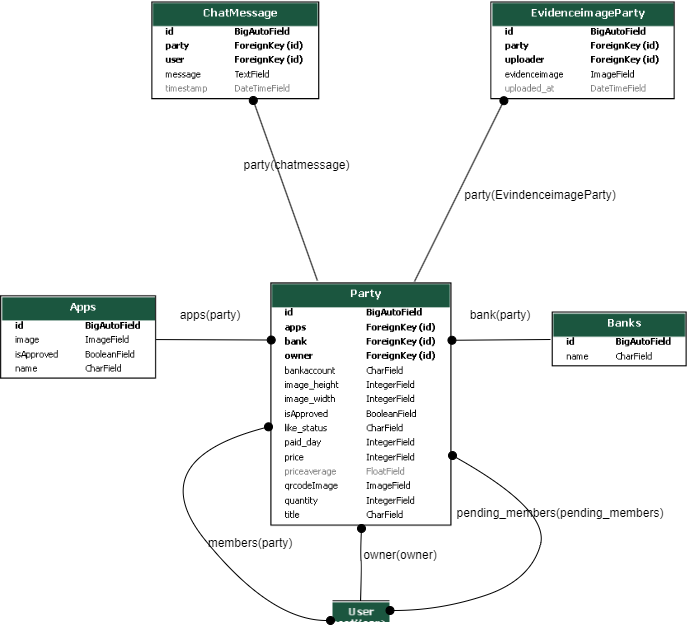 ChatMessage
id BigAutoField
party ForeignKey (id)
user ForeignKey (id)
message TextField
timestamp DateTimeField
EvidenceimageParty
id BigAutoField
party ForeignKey (id)
uploader ForeignKey (id)
evidenceimage ImageField
uploaded_at DateTimeField
party(chatmessage)
party(EvindenceimageParty)
Apps
id BigAutoField
image ImageField
isApproved BooleanField
name CharField
apps(party)
Party
id BigAutoField
apps ForeignKey (id)
bank ForeignKey (id)
owner ForeignKey (id)
bankaccount CharField
image_height IntegerField
image_width IntegerField
isApproved BooleanField
like_status CharField
paid_day IntegerField
price IntegerField
priceaverage FloatField
qrcodeImage ImageField
quantity IntegerField
title CharField
bank(party)
Banks
id BigAutoField
name CharField
members(party)
owner(owner)
pending_members(pending_members)
User